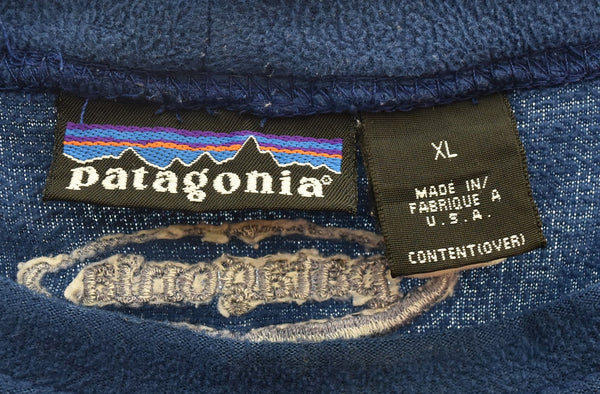 patagonia®
XL
MADE IN/
FABRIQUE A
U.S.A.
CONTENT(OVER)